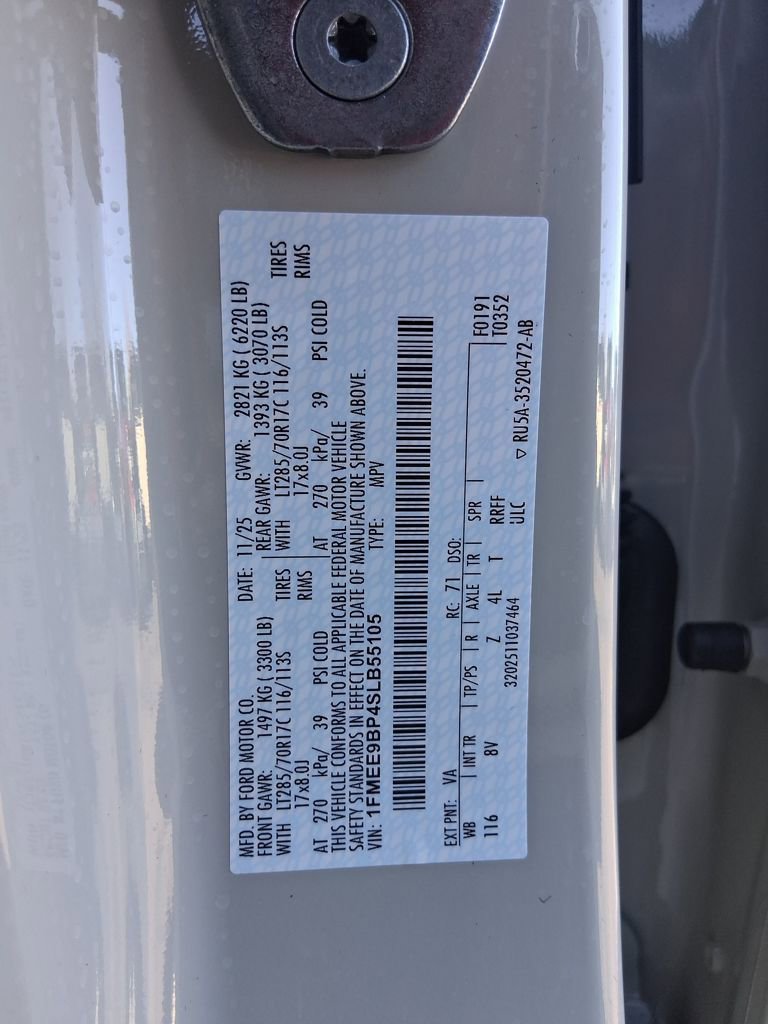 MFD. BY FORD MOTOR CO.
DATE: 11/25 GVWR: 2821 KG ( 6220 LB)
FRONT GAWR: 1497 KG ( 3300 LB) REAR GAWR: 1393 KG ( 3070 LB)
WITH LT285/70R17C 116/113S TIRES WITH LT285/70R17C 116/113S TIRES
17x8.0J RIMS 17x8.0J RIMS
AT 270 kPa/ 39 PSI COLD AT 270 kPa/ 39 PSI COLD
THIS VEHICLE CONFORMS TO ALL APPLICABLE FEDERAL MOTOR VEHICLE
SAFETY STANDARDS IN EFFECT ON THE DATE OF MANUFACTURE SHOWN ABOVE.
VIN: 1FMEE9BP4SLB55105 TYPE: MPV
EXT PNT: VA RC: 71 DSO:
WB INT TR TP/PS R AXLE TR SPR F0191
116 8V Z 4L T RRFF T0352
3202511037464 ULC ▽ RU5A-3520472-AB